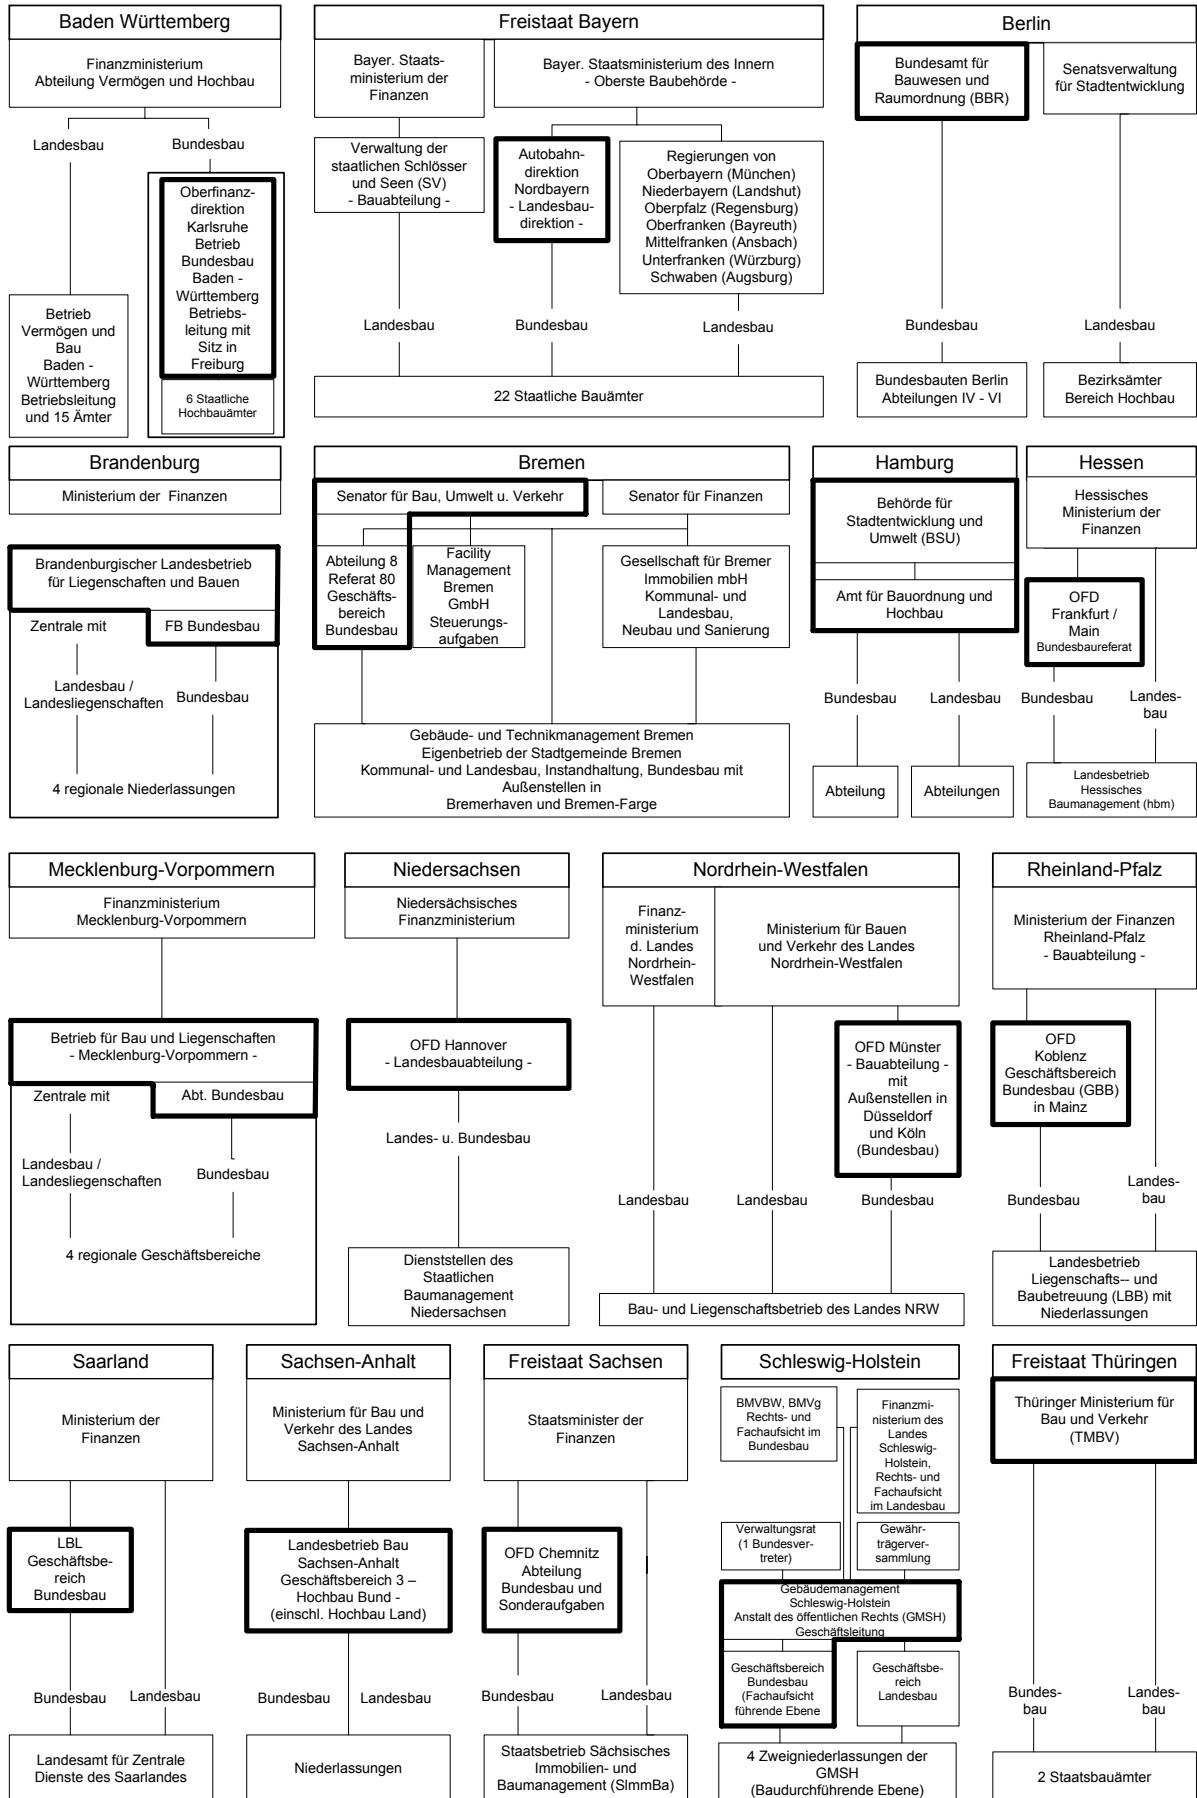 Baden Württemberg
Finanzministerium
Abteilung Vermögen und Hochbau
Landesbau
Bundesbau
Oberfinanz-
direktion
Karlsruhe
Betrieb
Bundesbau
Baden -
Württemberg
Betriebs-
leitung mit
Sitz in
Freiburg
6 Staatliche
Hochbauämter
Betrieb
Vermögen und
Bau
Baden -
Württemberg
Betriebsleitung
und 15 Ämter
Freistaat Bayern
Bayer. Staats-
ministerium der
Finanzen
Bayer. Staatsministerium des Innern
- Oberste Baubehörde -
Verwaltung der
staatlichen Schlösser
und Seen (SV)
- Bauabteilung -
Autobahn-
direktion
Nordbayern
- Landesbau-
direktion -
Regierungen von
Oberbayern (München)
Niederbayern (Landshut)
Oberpfalz (Regensburg)
Oberfranken (Bayreuth)
Mittelfranken (Ansbach)
Unterfranken (Würzburg)
Schwaben (Augsburg)
Landesbau
Bundesbau
Landesbau
22 Staatliche Bauämter
Berlin
Bundesamt für
Bauwesen und
Raumordnung (BBR)
Senatsverwaltung
für Stadtentwicklung
Bundesbau
Landesbau
Bundesbauten Berlin
Abteilungen IV - VI
Bezirksämter
Bereich Hochbau
Brandenburg
Ministerium der Finanzen
Brandenburgischer Landesbetrieb
für Liegenschaften und Bauen
Zentrale mit
FB Bundesbau
Landesbau /
Landesliegenschaften
Bundesbau
4 regionale Niederlassungen
Bremen
Senator für Bau, Umwelt u. Verkehr
Senator für Finanzen
Abteilung 8
Referat 80
Geschäfts-
bereich
Bundesbau
Facility
Management
Bremen
GmbH
Steuerungs-
aufgaben
Gesellschaft für Bremer
Immobilien mbH
Kommunal- und
Landesbau,
Neubau und Sanierung
Gebäude- und Technikmanagement Bremen
Eigenbetrieb der Stadtgemeinde Bremen
Kommunal- und Landesbau, Instandhaltung, Bundesbau mit
Außenstellen in
Bremerhaven und Bremen-Farge
Hamburg
Behörde für
Stadtentwicklung und
Umwelt (BSU)
Amt für Bauordnung und
Hochbau
Bundesbau
Landesbau
Abteilung
Abteilungen
Hessen
Hessisches
Ministerium der
Finanzen
OFD
Frankfurt /
Main
Bundesbaureferat
Bundesbau
Landes-
bau
Landesbetrieb
Hessisches
Baumanagement (hbm)
Mecklenburg-Vorpommern
Finanzministerium
Mecklenburg-Vorpommern
Betrieb für Bau und Liegenschaften
- Mecklenburg-Vorpommern -
Zentrale mit
Abt. Bundesbau
Landesbau /
Landesliegenschaften
Bundesbau
4 regionale Geschäftsbereiche
Niedersachsen
Niedersächsisches
Finanzministerium
OFD Hannover
- Landesbauabteilung -
Landes- u. Bundesbau
Dienststellen des
Staatlichen
Baumanagement
Niedersachsen
Nordrhein-Westfalen
Finanz-
ministerium
d. Landes
Nordrhein-
Westfalen
Ministerium für Bauen
und Verkehr des Landes
Nordrhein-Westfalen
OFD Münster
- Bauabteilung -
mit
Außenstellen in
Düsseldorf
und Köln
(Bundesbau)
Landesbau
Landesbau
Bundesbau
Bau- und Liegenschaftsbetrieb des Landes NRW
Rheinland-Pfalz
Ministerium der Finanzen
Rheinland-Pfalz
- Bauabteilung -
OFD
Koblenz
Geschäftsbereich
Bundesbau (GBB)
in Mainz
Bundesbau
Landes-
bau
Landesbetrieb
Liegenschafts-- und
Baubetreuung (LBB) mit
Niederlassungen
Saarland
Ministerium der
Finanzen
LBL
Geschäftsbe-
reich
Bundesbau
Bundesbau
Landesbau
Landesamt für Zentrale
Dienste des Saarlandes
Sachsen-Anhalt
Ministerium für Bau und
Verkehr des Landes
Sachsen-Anhalt
Landesbetrieb Bau
Sachsen-Anhalt
Geschäftsbereich 3 –
Hochbau Bund -
(einschl. Hochbau Land)
Bundesbau
Landesbau
Niederlassungen
Freistaat Sachsen
Staatsminister der
Finanzen
OFD Chemnitz
Abteilung
Bundesbau und
Sonderaufgaben
Bundesbau
Landesbau
Staatsbetrieb Sächsisches
Immobilien- und
Baumanagement (SImmBa)
Schleswig-Holstein
BMVBW, BMVg
Rechts- und
Fachaufsicht im
Bundesbau
Finanzmi-
nisterium des
Landes
Schleswig-
Holstein,
Rechts- und
Fachaufsicht
im Landesbau
Verwaltungsrat
(1 Bundesver-
treter)
Gewähr-
trägerver-
sammlung
Gebäudemanagement
Schleswig-Holstein
Anstalt des öffentlichen Rechts (GMSH)
Geschäftsleitung
Geschäftsbereich
Bundesbau
(Fachaufsicht
führende Ebene
Geschäftsbe-
reich
Landesbau
4 Zweigniederlassungen der
GMSH
(Baudurchführende Ebene)
Freistaat Thüringen
Thüringer Ministerium für
Bau und Verkehr
(TMBV)
Bundes-
bau
Landes-
bau
2 Staatsbauämter